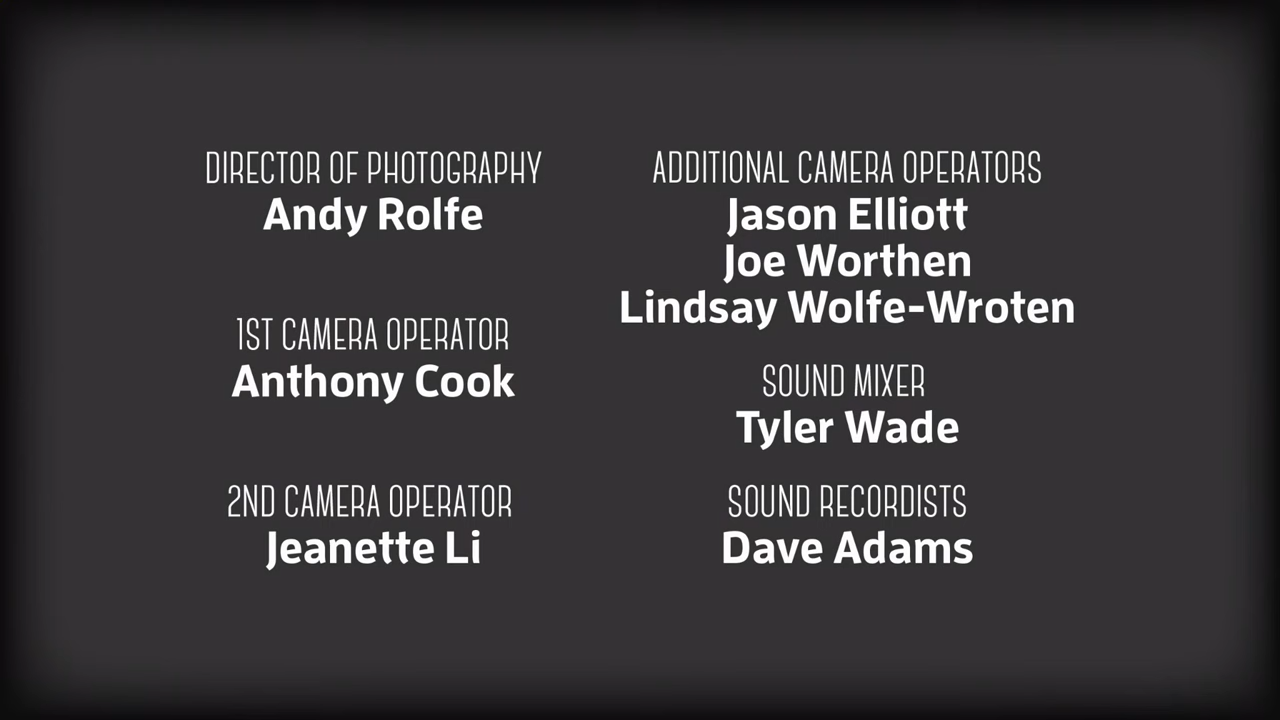 DIRECTOR OF PHOTOGRAPHY
Andy Rolfe
1ST CAMERA OPERATOR
Anthony Cook
2ND CAMERA OPERATOR
Jeanette Li
ADDITIONAL CAMERA OPERATORS
Jason Elliott
Joe Worthen
Lindsay Wolfe-Wroten
SOUND MIXER
Tyler Wade
SOUND RECORDISTS
Dave Adams